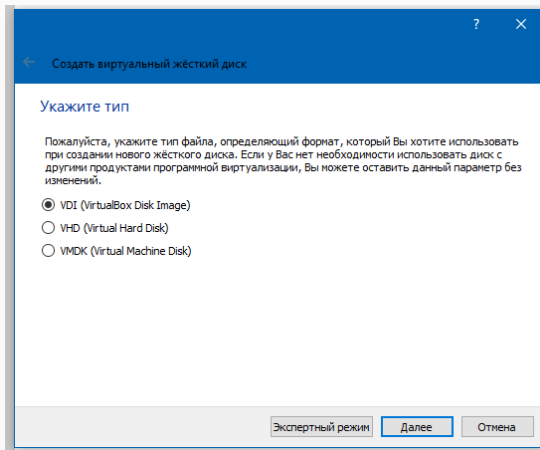 ?
Создать виртуальный жёсткий диск
Укажите тип
Пожалуйста, укажите тип файла, определяющий формат, который Вы хотите использовать
при создании нового жёсткого диска. Если у Вас нет необходимости использовать диск с
другими продуктами программной виртуализации, Вы можете оставить данный параметр без
изменений.
VDI (VirtualBox Disk Image)
VHD (Virtual Hard Disk)
VMDK (Virtual Machine Disk)
Экспертный режим Далее Отмена